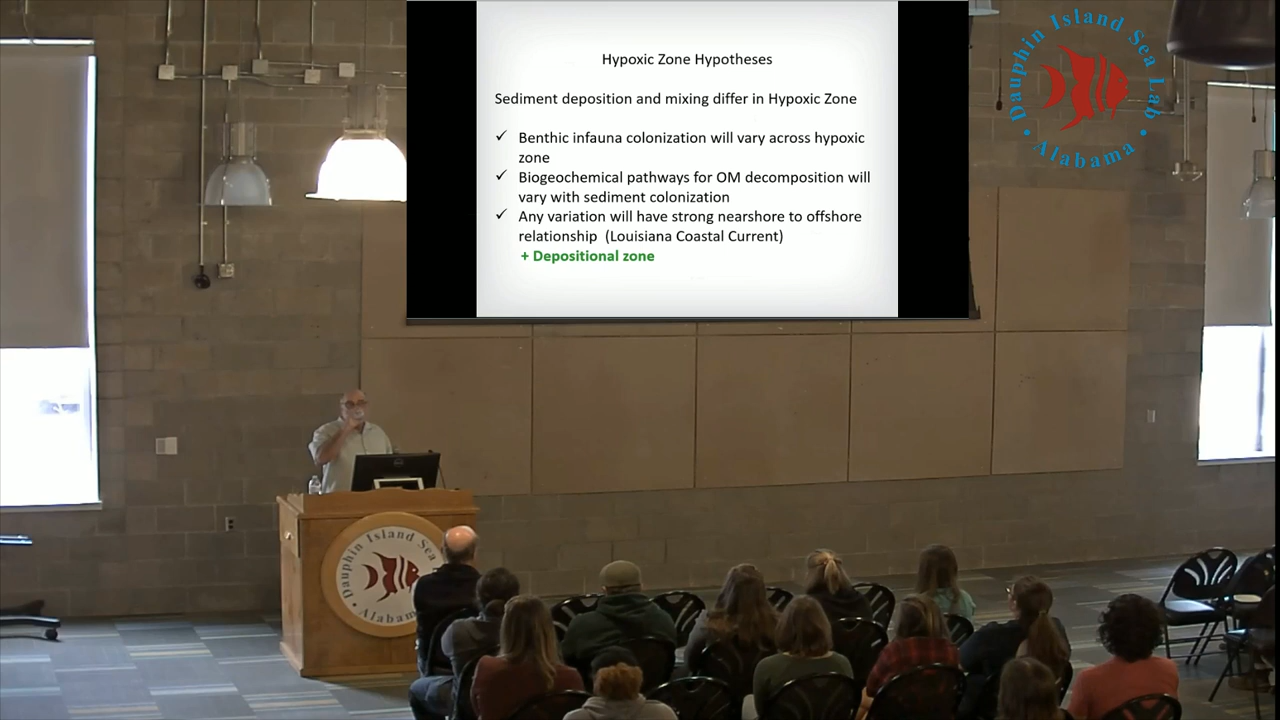 Hypoxic Zone Hypotheses
Sediment deposition and mixing differ in Hypoxic Zone
✓ Benthic infauna colonization will vary across hypoxic
zone
✓ Biogeochemical pathways for OM decomposition will
vary with sediment colonization
✓ Any variation will have strong nearshore to offshore
relationship (Louisiana Coastal Current)
+ Depositional zone
Dauphin Island Sea Lab
• Alabama •
Dauphin Island Sea
Alabama